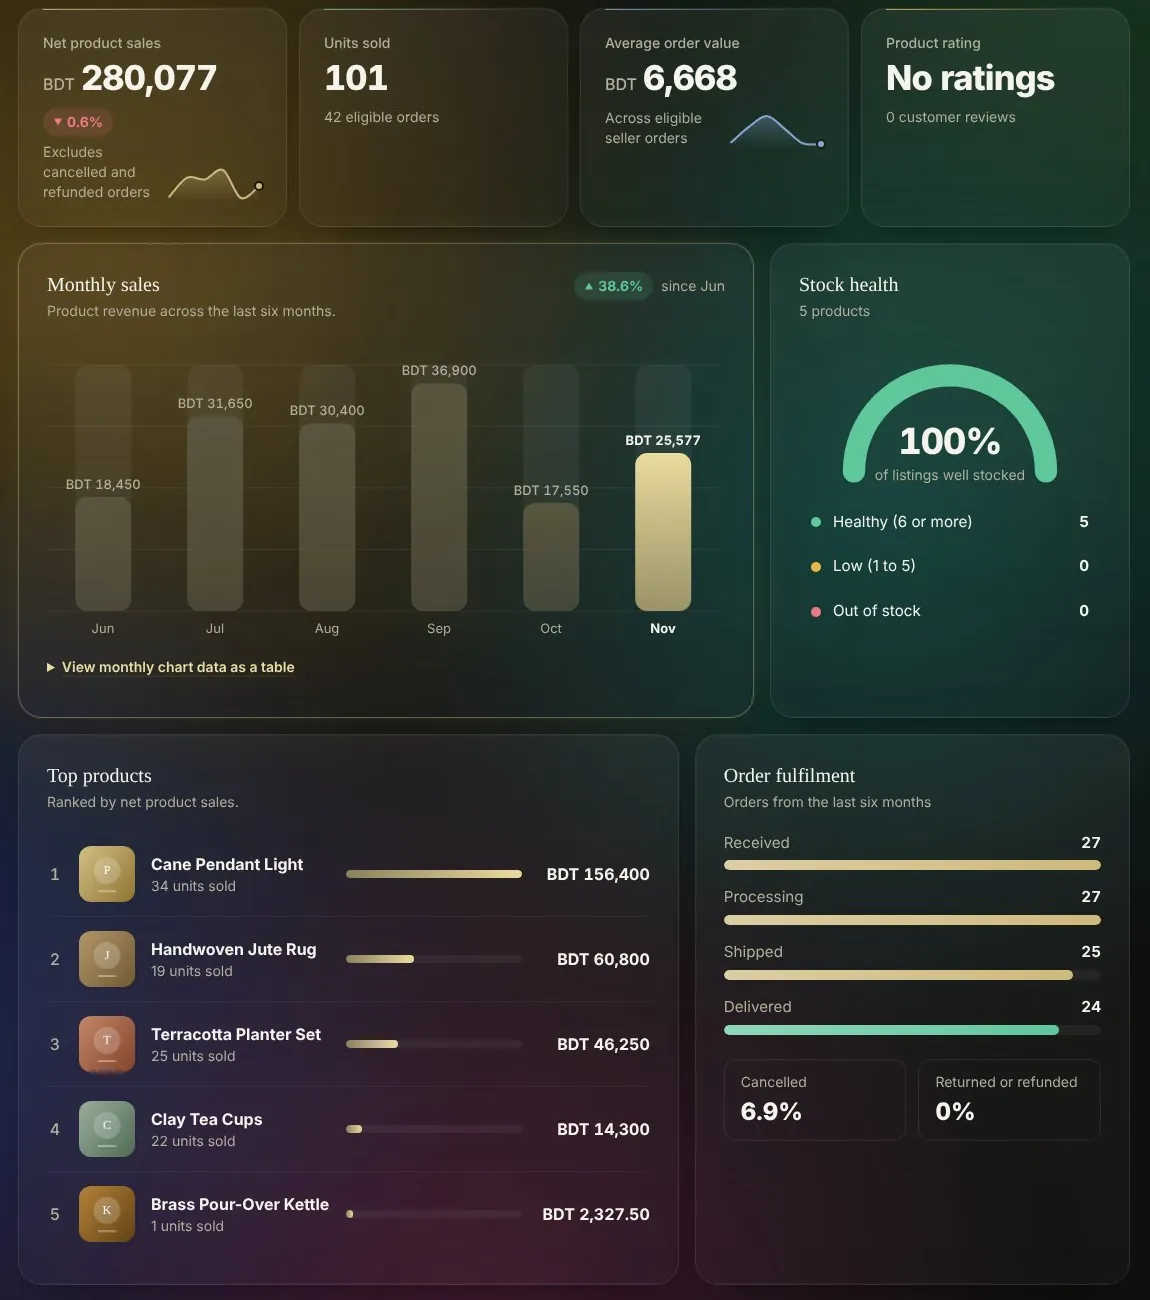 Net product sales
BDT 280,077
▼ 0.6%
Excludes
cancelled and
refunded orders
Units sold
101
42 eligible orders
Average order value
BDT 6,668
Across eligible
seller orders
Product rating
No ratings
0 customer reviews
Monthly sales
▲ 38.6% since Jun
Product revenue across the last six months.
BDT 18,450
BDT 31,650
BDT 30,400
BDT 36,900
BDT 17,550
BDT 25,577
Jun Jul Aug Sep Oct Nov
▶ View monthly chart data as a table
Stock health
5 products
100%
of listings well stocked
Healthy (6 or more) 5
Low (1 to 5) 0
Out of stock 0
Top products
Ranked by net product sales.
1 P Cane Pendant Light BDT 156,400
34 units sold
2 J Handwoven Jute Rug BDT 60,800
19 units sold
3 T Terracotta Planter Set BDT 46,250
25 units sold
4 C Clay Tea Cups BDT 14,300
22 units sold
5 K Brass Pour-Over Kettle BDT 2,327.50
1 units sold
Order fulfilment
Orders from the last six months
Received 27
Processing 27
Shipped 25
Delivered 24
Cancelled
6.9%
Returned or refunded
0%